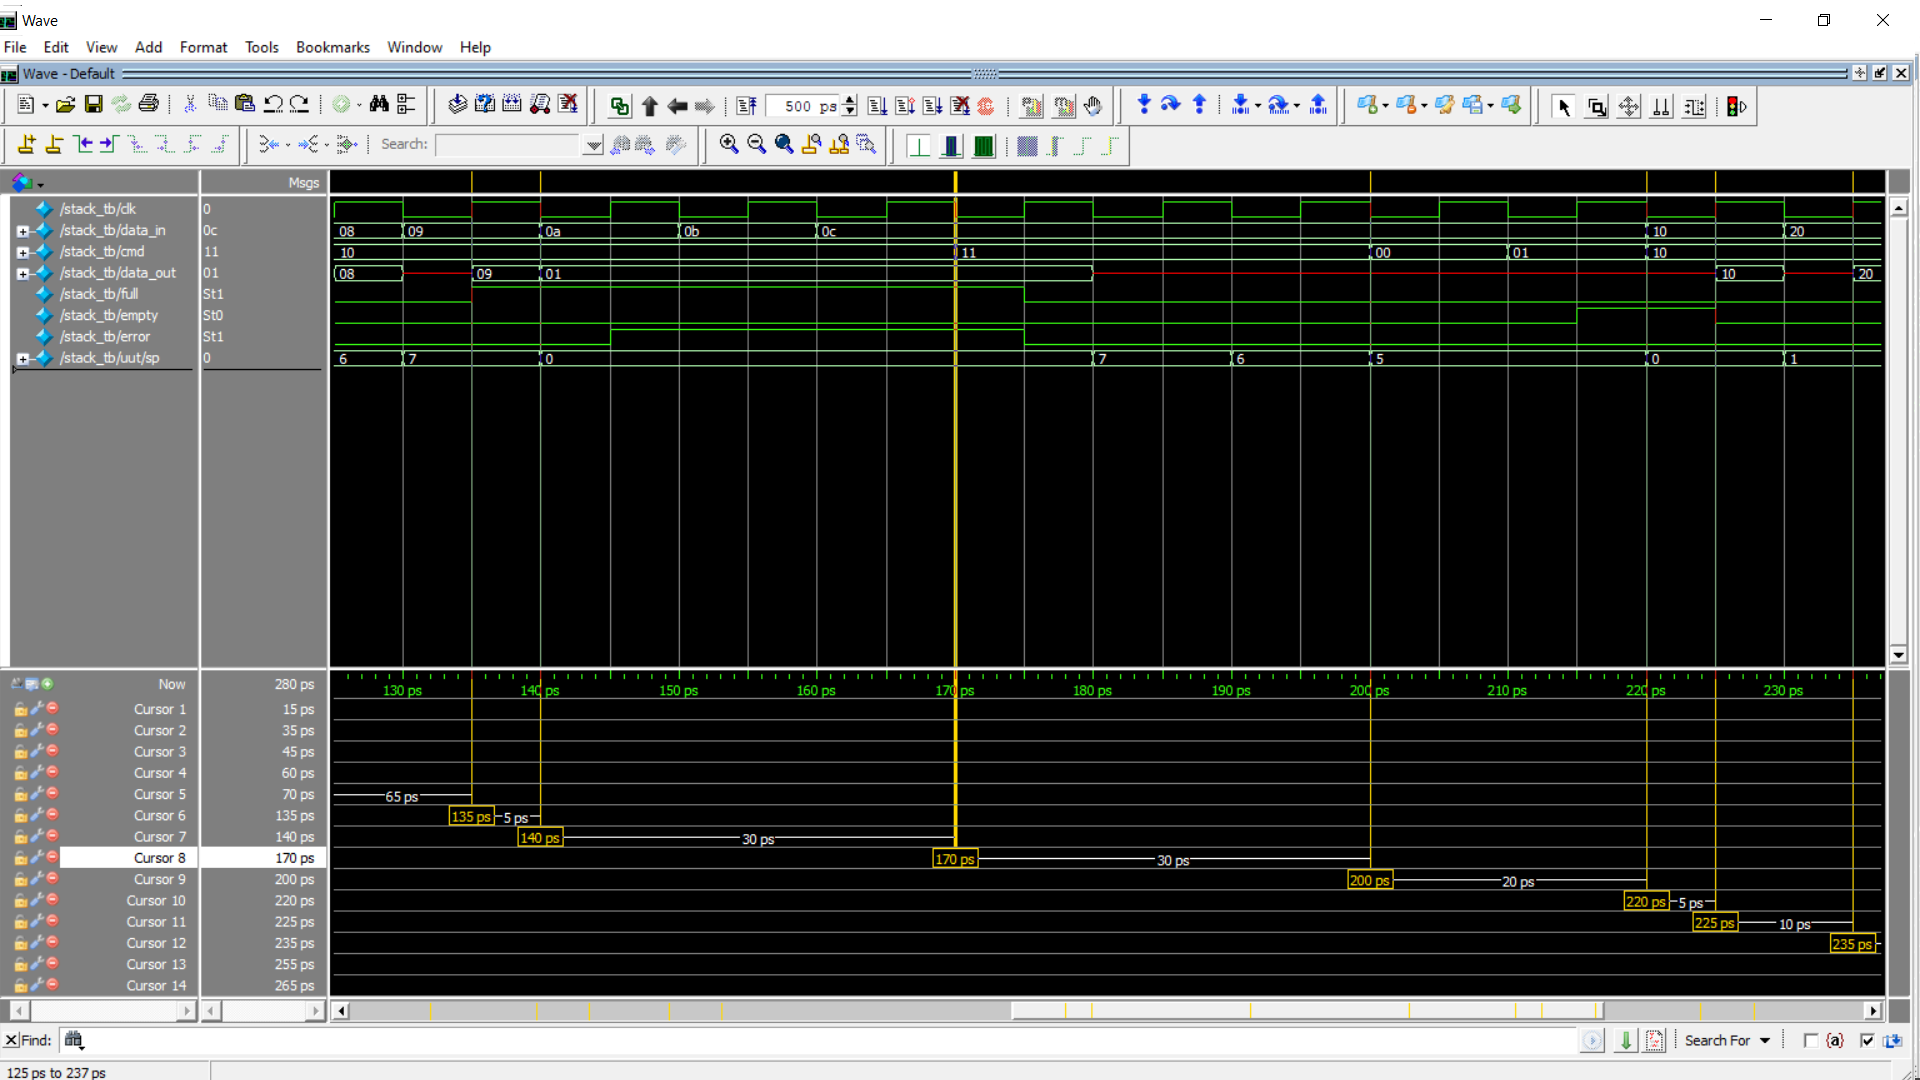 Wave
File Edit View Add Format Tools Bookmarks Window Help
Wave - Default
500 ps
Search:
Msgs
/stack_tb/clk 0
/stack_tb/data_in 0c 08 09 0a 0b 0c 10 20
/stack_tb/cmd 11 10 11 00 01 10
/stack_tb/data_out 01 08 09 01 10 20
/stack_tb/full St1
/stack_tb/empty St0
/stack_tb/error St1
/stack_tb/uut/sp 0 6 7 0 7 6 5 0 1
Now 280 ps 130 ps 140 ps 150 ps 160 ps 170 ps 180 ps 190 ps 200 ps 210 ps 220 ps 230 ps
Cursor 1 15 ps
Cursor 2 35 ps
Cursor 3 45 ps
Cursor 4 60 ps
Cursor 5 70 ps 65 ps
Cursor 6 135 ps 135 ps 5 ps
Cursor 7 140 ps 140 ps 30 ps
Cursor 8 170 ps 170 ps 30 ps
Cursor 9 200 ps 200 ps 20 ps
Cursor 10 220 ps 220 ps 5 ps
Cursor 11 225 ps 225 ps 10 ps
Cursor 12 235 ps 235 ps
Cursor 13 255 ps
Cursor 14 265 ps
Find: Search For {a}
125 ps to 237 ps